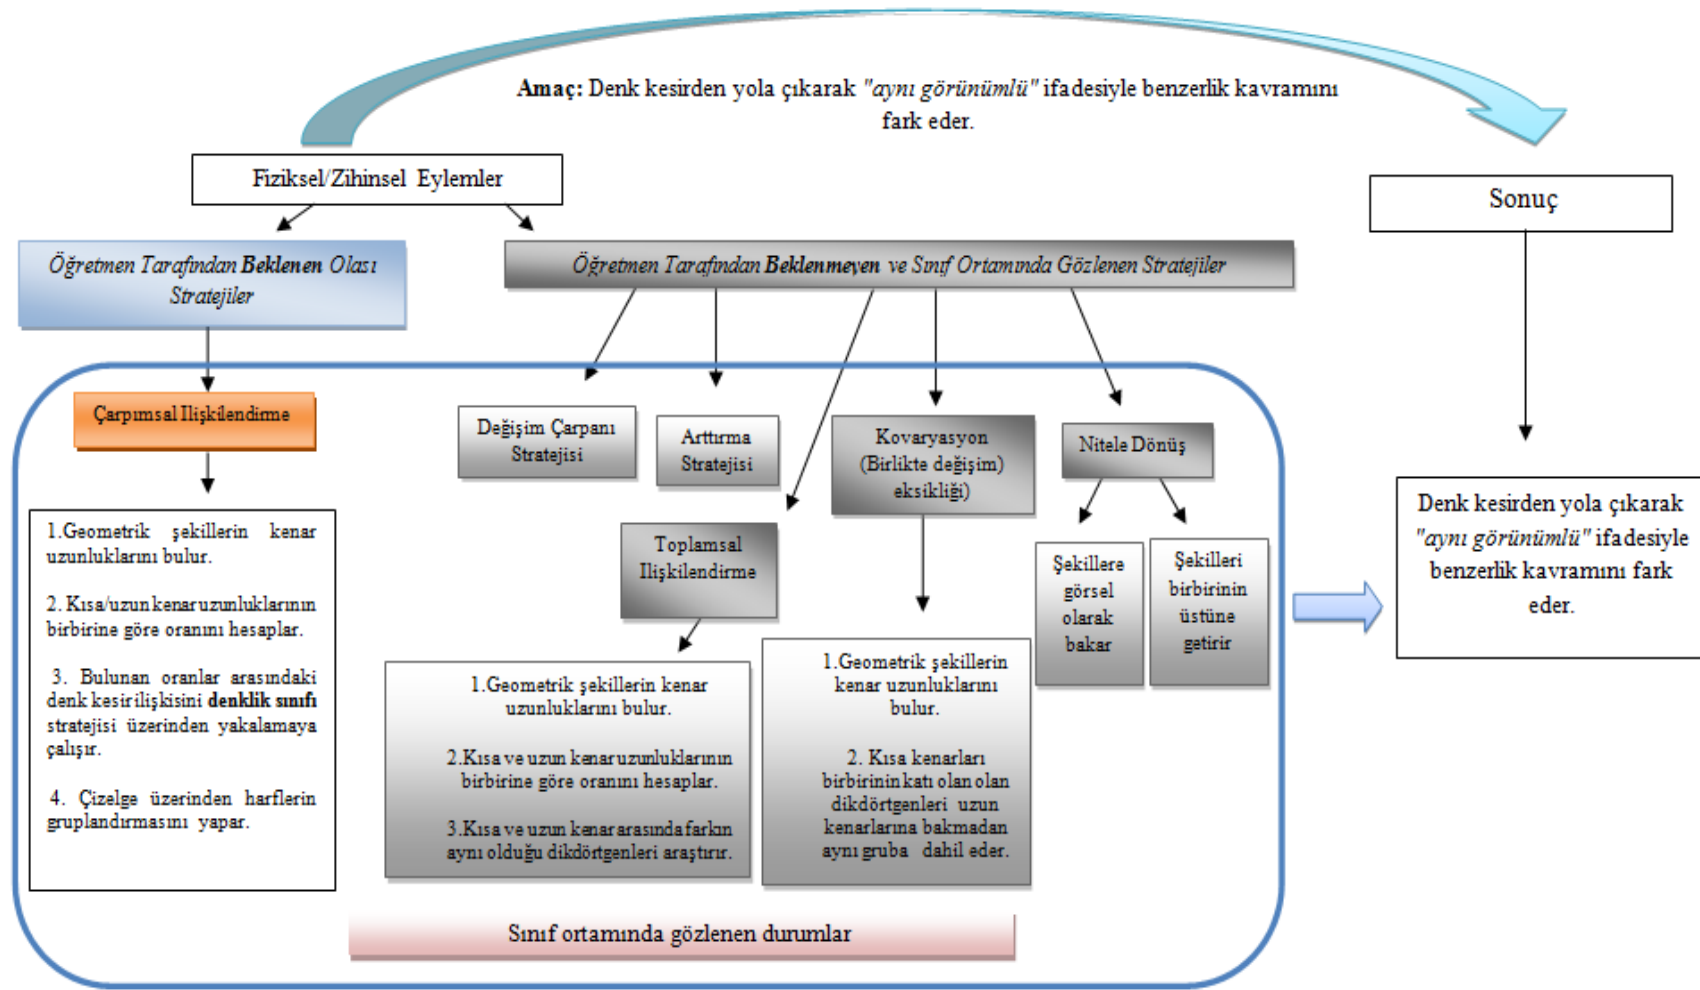 Amaç: Denk kesirden yola çıkarak "aynı görünümlü" ifadesiyle benzerlik kavramını
fark eder.
Fiziksel/Zihinsel Eylemler
Sonuç
Öğretmen Tarafından Beklenen Olası
Stratejiler
Öğretmen Tarafından Beklenmeyen ve Sınıf Ortamında Gözlenen Stratejiler
Çarpımsal Ilişkilendirme
Değişim Çarpanı
Stratejisi
Arttırma
Stratejisi
Kovaryasyon
(Birlikte değişim)
eksikliği)
Nitele Dönüş
1.Geometrik şekillerin kenar
uzunluklarını bulur.
2. Kısa/uzun kenar uzunluklarının
birbirine göre oranını hesaplar.
3. Bulunan oranlar arasındaki
denk kesir ilişkisini denklik sınıfı
stratejisi üzerinden yakalamaya
çalışır.
4. Çizelge üzerinden harflerin
gruplandırmasını yapar.
Toplamsal
Ilişkilendirme
1.Geometrik şekillerin kenar
uzunluklarını bulur.
2.Kısa ve uzun kenar uzunluklarının
birbirine göre oranını hesaplar.
3.Kısa ve uzun kenar arasında farkın
aynı olduğu dikdörtgenleri araştırır.
1.Geometrik şekillerin
kenar uzunluklarını
bulur.
2. Kısa kenarları
birbirinin katı olan olan
dikdörtgenleri uzun
kenarlarına bakmadan
aynı gruba dahil eder.
Şekillere
görsel
olarak
bakar
Şekilleri
birbirinin
üstüne
getirir
Denk kesirden yola çıkarak
"aynı görünümlü" ifadesiyle
benzerlik kavramını fark
eder.
Sınıf ortamında gözlenen durumlar